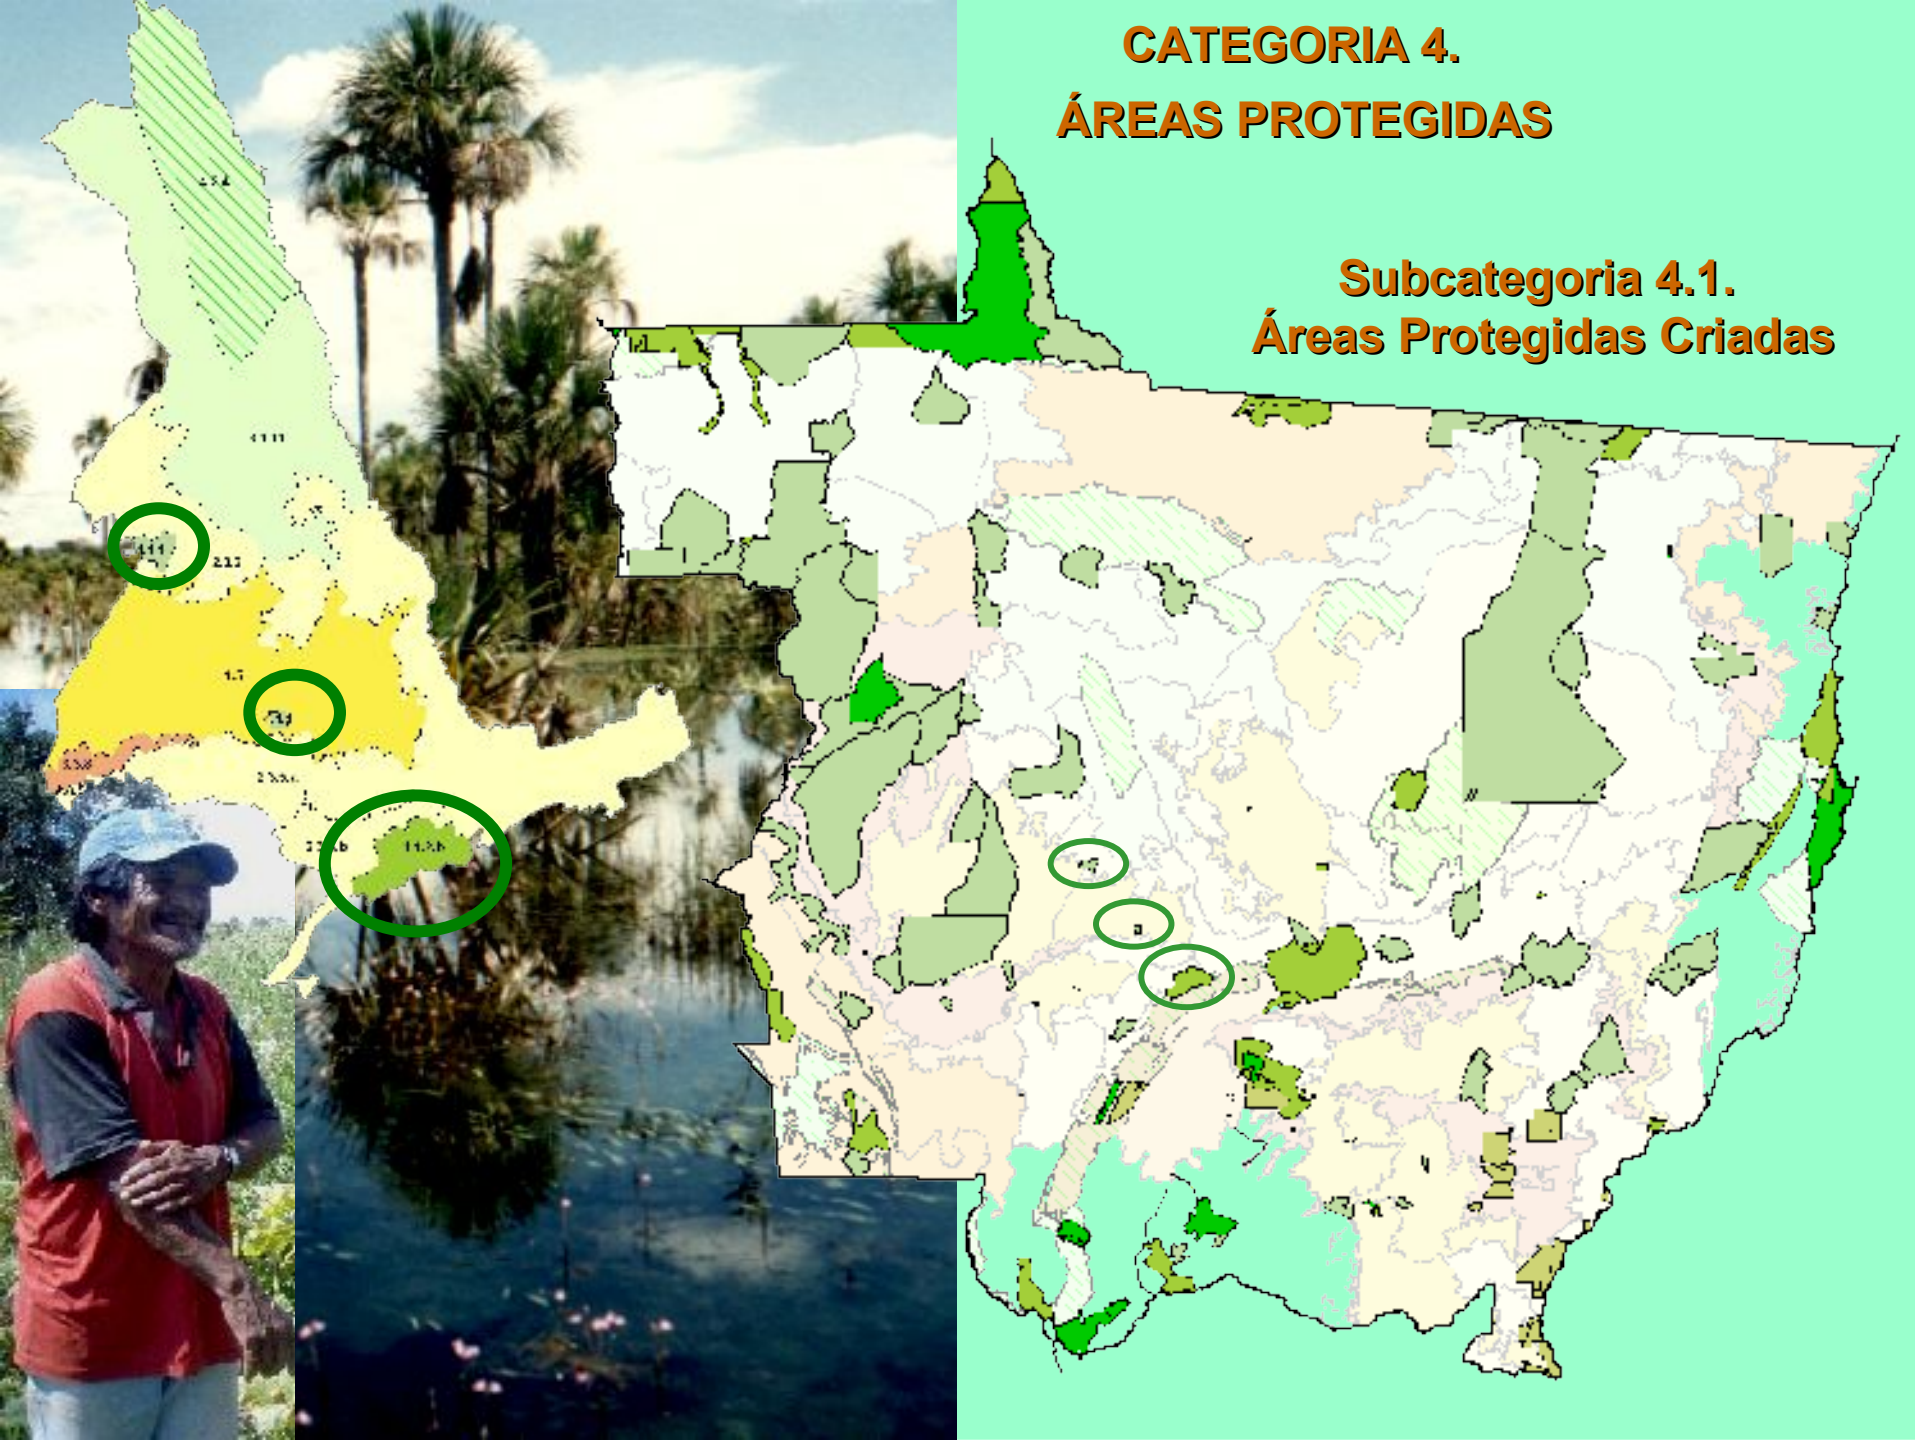 CATEGORIA 4.
ÁREAS PROTEGIDAS
Subcategoria 4.1.
Áreas Protegidas Criadas